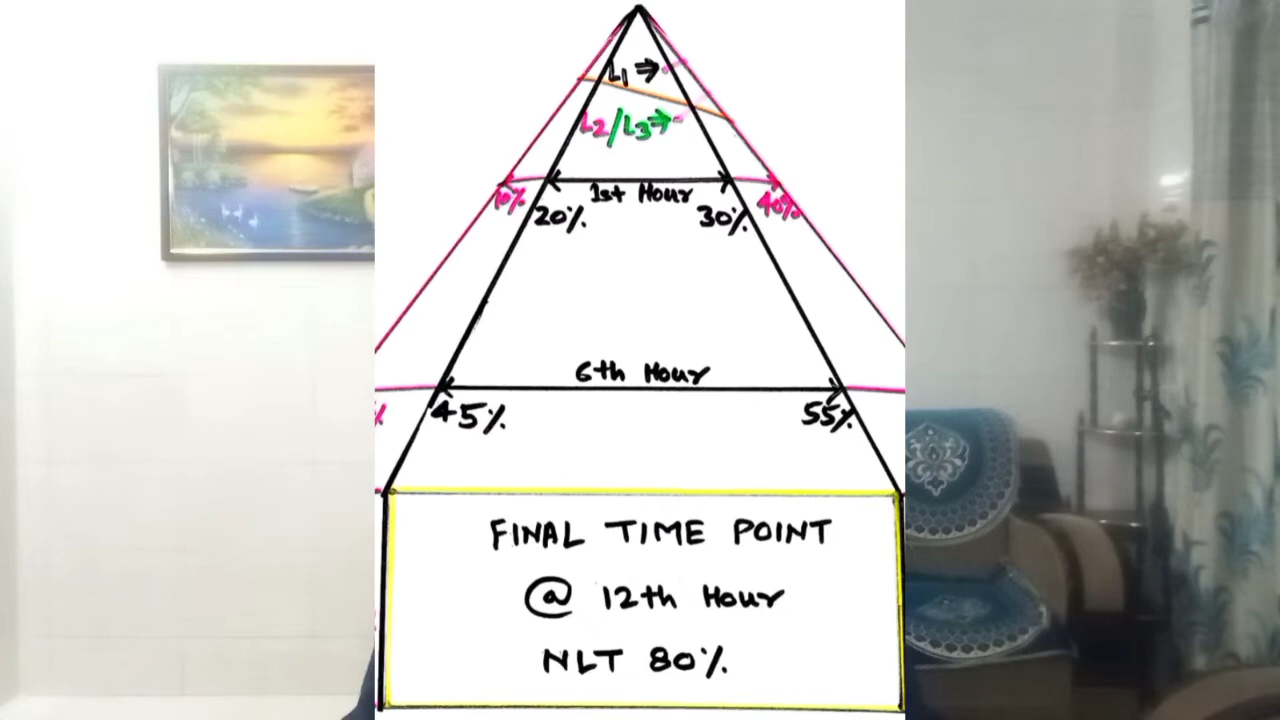 L1 ⇒
L2/L3⇒
1st Hour
10% 20% 30% 40%
6th Hour
% 45% 55%
FINAL TIME POINT
@ 12th Hour
NLT 80%